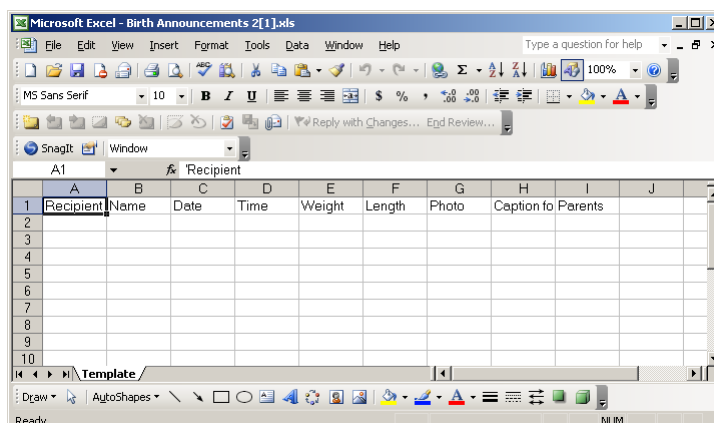 Microsoft Excel - Birth Announcements 2[1].xls
File Edit View Insert Format Tools Data Window Help Type a question for help
Σ 100%
MS Sans Serif 10 B I U $ % ,
Reply with Changes... End Review...
SnagIt Window
A1 fx 'Recipient
A B C D E F G H I J
1 Recipient Name Date Time Weight Length Photo Caption fo Parents
2
3
4
5
6
7
8
9
10
Template
Draw AutoShapes A
Ready NUM